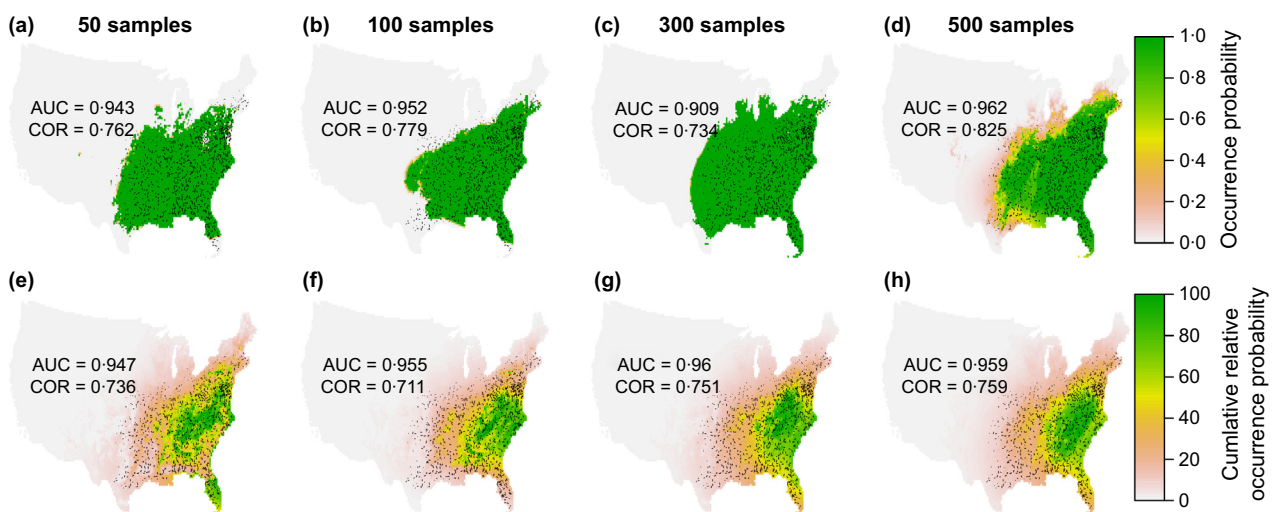 (a) 50 samples
(b) 100 samples
(c) 300 samples
(d) 500 samples
AUC = 0·943
COR = 0·762
AUC = 0·952
COR = 0·779
AUC = 0·909
COR = 0·734
AUC = 0·962
COR = 0·825
1·0
0·8
0·6
0·4
0·2
0·0
Occurrence probability
(e)
(f)
(g)
(h)
AUC = 0·947
COR = 0·736
AUC = 0·955
COR = 0·711
AUC = 0·96
COR = 0·751
AUC = 0·959
COR = 0·759
100
80
60
40
20
0
Cumlative relative
occurrence probability